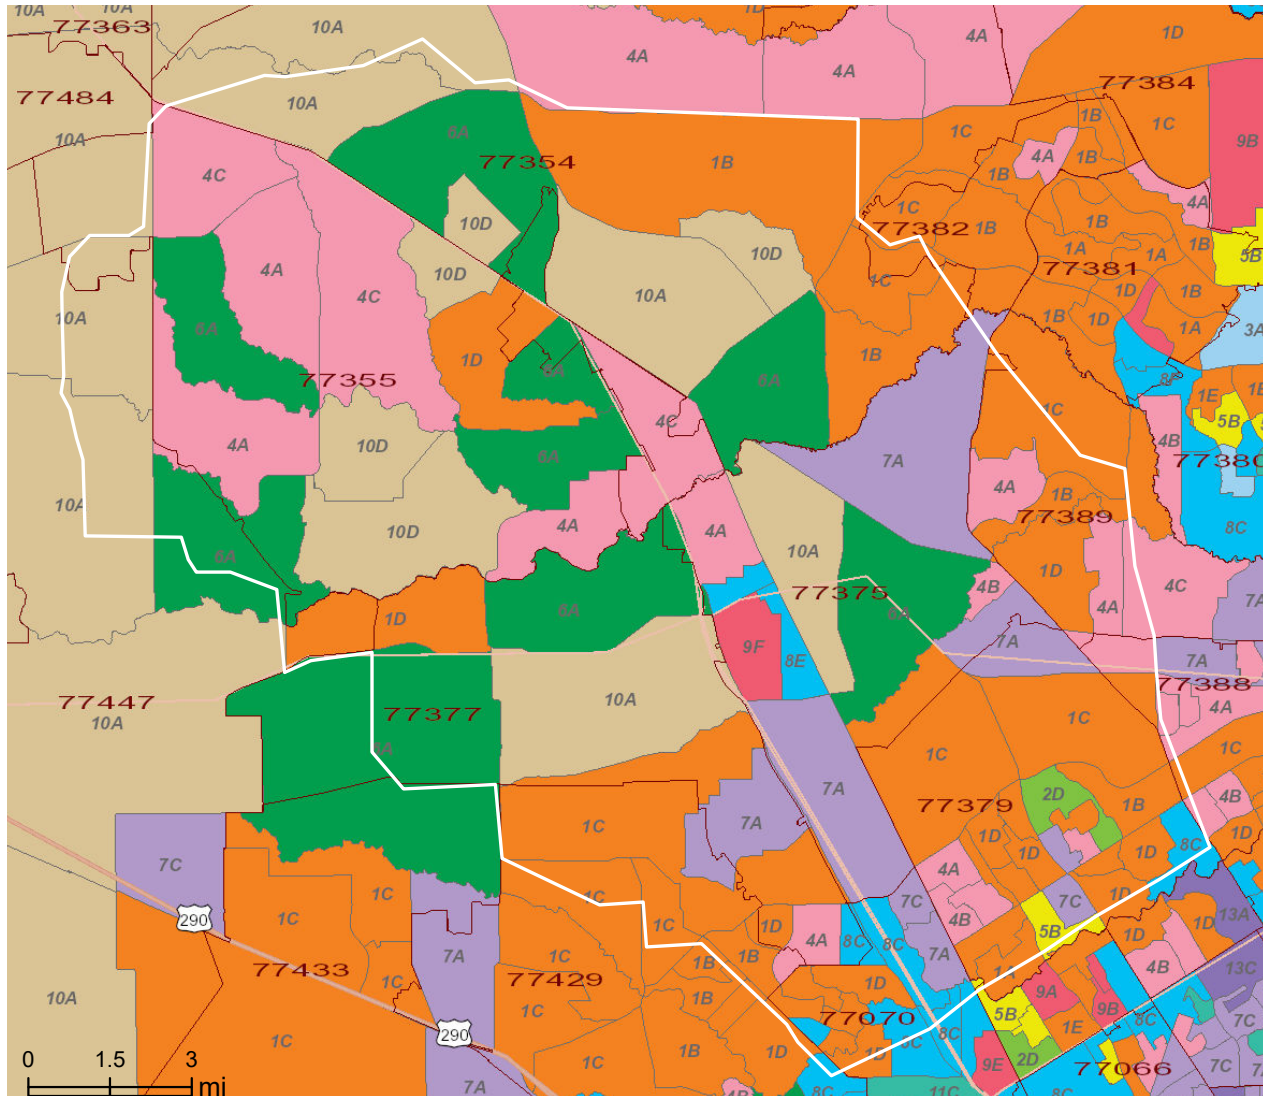 10A 10A 1D
77363 10A 4A 1D
4A 4A
77484 10A 77384
10A 6A 1C 1B 1C 9B
77354 1B 4A 1B
4C 1B 4A
10D 1C 1B 1B
77382 1B
10D 1A 1A 5B
4A 10D 77381
10A 4C 10A 1C 1D 1B
10A 6A 1B 1D 1A 3A
1D 1B
6A 6A 8F
77355 1E 1E
4C 1C 5B
4A 10D 4B 77380
6A 7A
10A 4A 1B
77389
10D 4A 4A 8C
6A 10A
1D 4C
77375 4B
1D 6A 6A 4A 7A
9F 8E 7A 7A
77388
77447 77377 10A 4A
10A 1C
6A 1C 1C
7A 2D 1B 4B
77379
1C 7A 1D 1D 1D 8C 1D
7C 4A
1C 1C 7C 7C 1D
290 1C 1C 1D 4B 13A
4A 8C 8C 5B 1D
7A 1B
77433 1B 7A 4B 13C
77429 1A
10A 1C 1C 1D 9A
1B 5B 9B
1C 77070 8C 8C 7C
290 1E
1C 1C 1B 1D 1D 8C 2D
77066
9E 7C
0 1.5 3
mi
7A 4B 8C 11C 8C